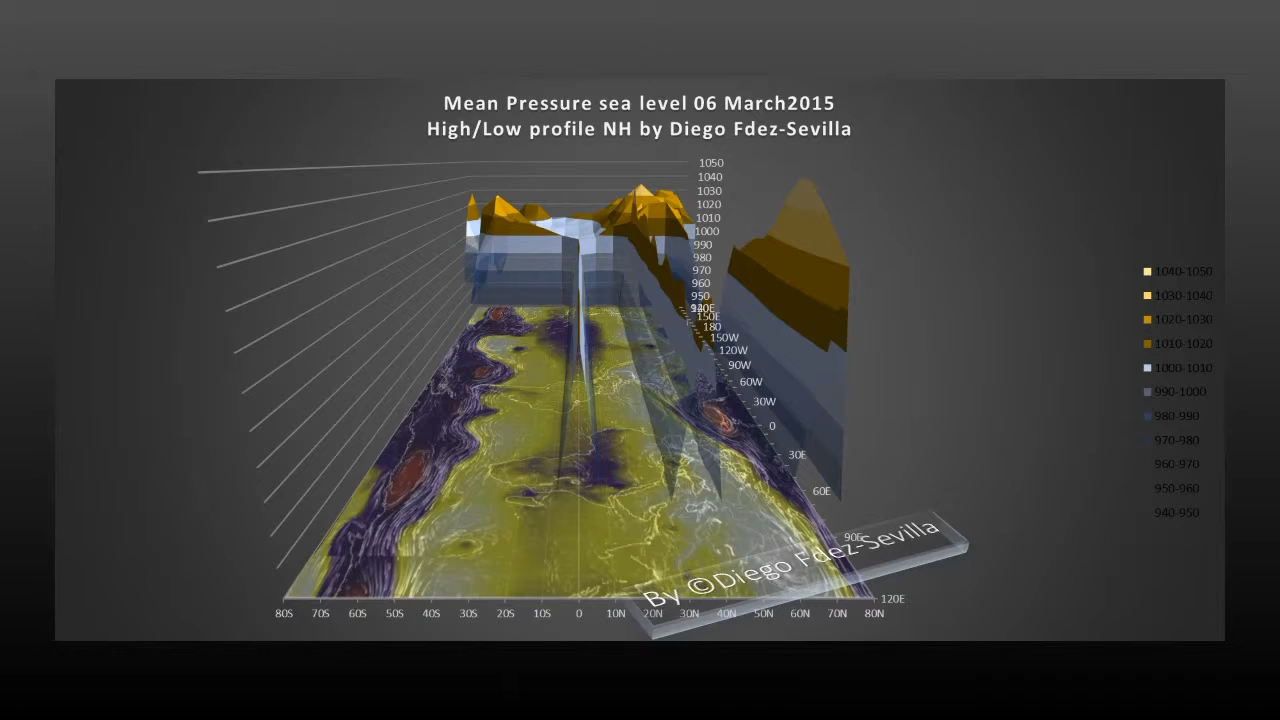 Mean Pressure sea level 06 March2015
High/Low profile NH by Diego Fdez-Sevilla
1050
1040
1030
1020
1010
1000
990
980
970
960
950
940
120E
150E
180
150W
120W
90W
60W
30W
0
30E
60E
90E
120E
80S 70S 60S 50S 40S 30S 20S 10S 0 10N 20N 30N 40N 50N 60N 70N 80N
By ©Diego Fdez-Sevilla
1040-1050
1030-1040
1020-1030
1010-1020
1000-1010
990-1000
980-990
970-980
960-970
950-960
940-950